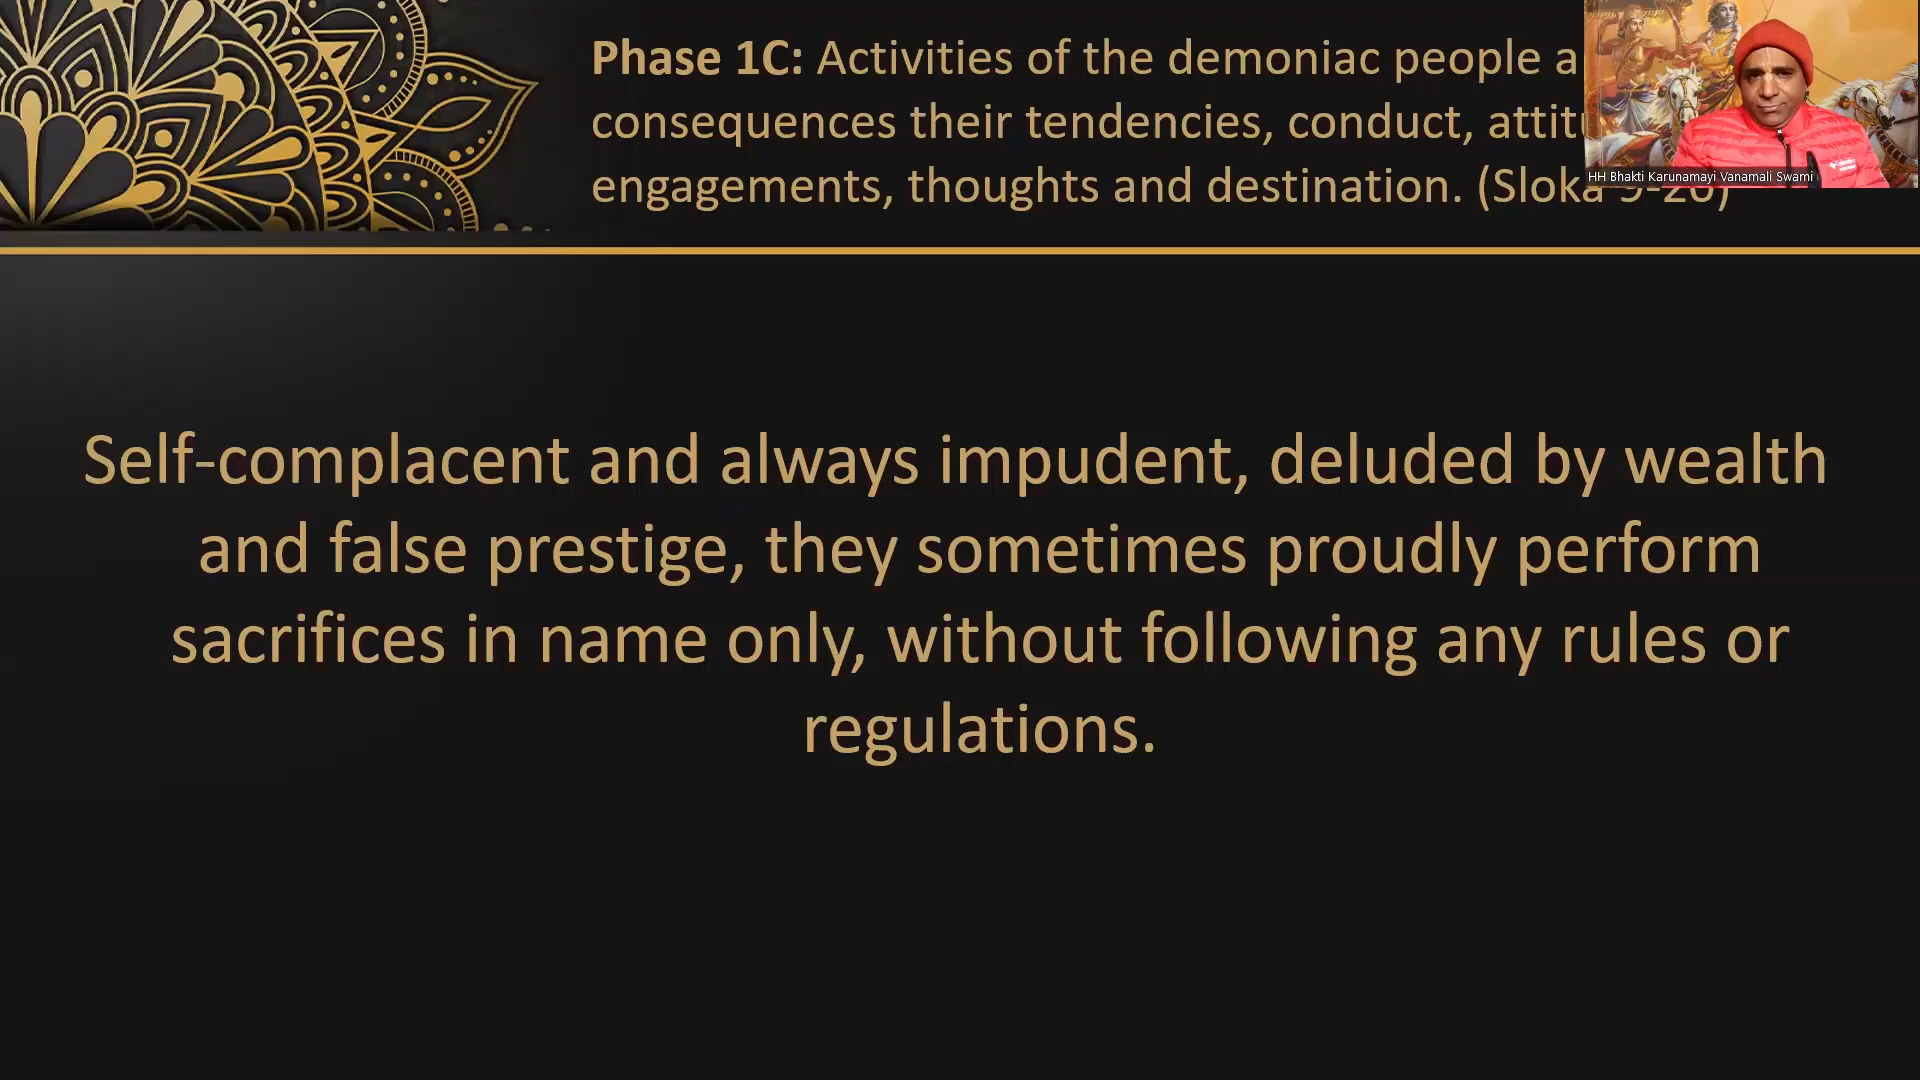 Phase 1C: Activities of the demoniac people a
consequences their tendencies, conduct,
engagements, thoughts and destination. (Sloka 9-20)
HH Bhakti Karunamayi Vanamali Swami
Self-complacent and always impudent, deluded by wealth
and false prestige, they sometimes proudly perform
sacrifices in name only, without following any rules or
regulations.